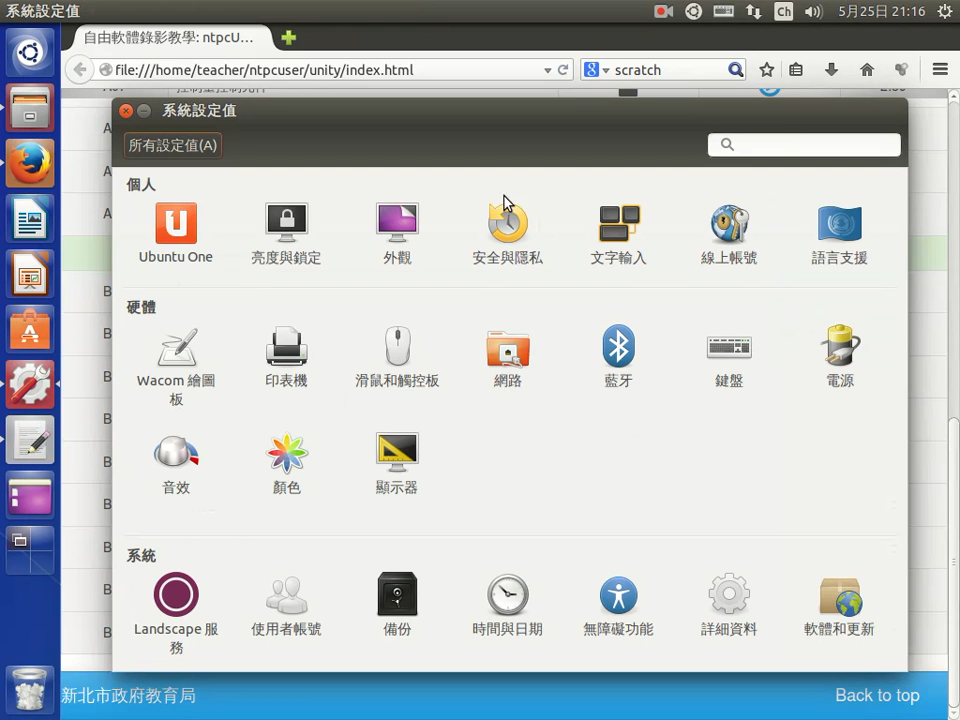 系統設定值
Ch
5月25日 21:16
自由軟體錄影教學: ntpcU...
file:///home/teacher/ntpcuser/unity/index.html
scratch
系統設定值
所有設定值(A)
個人
Ubuntu One
亮度與鎖定
外觀
安全與隱私
文字輸入
線上帳號
語言支援
硬體
Wacom 繪圖
板
印表機
滑鼠和觸控板
網路
藍牙
鍵盤
電源
音效
顏色
顯示器
系統
Landscape 服
務
使用者帳號
備份
時間與日期
無障礙功能
詳細資料
軟體和更新
新北市政府教育局
Back to top